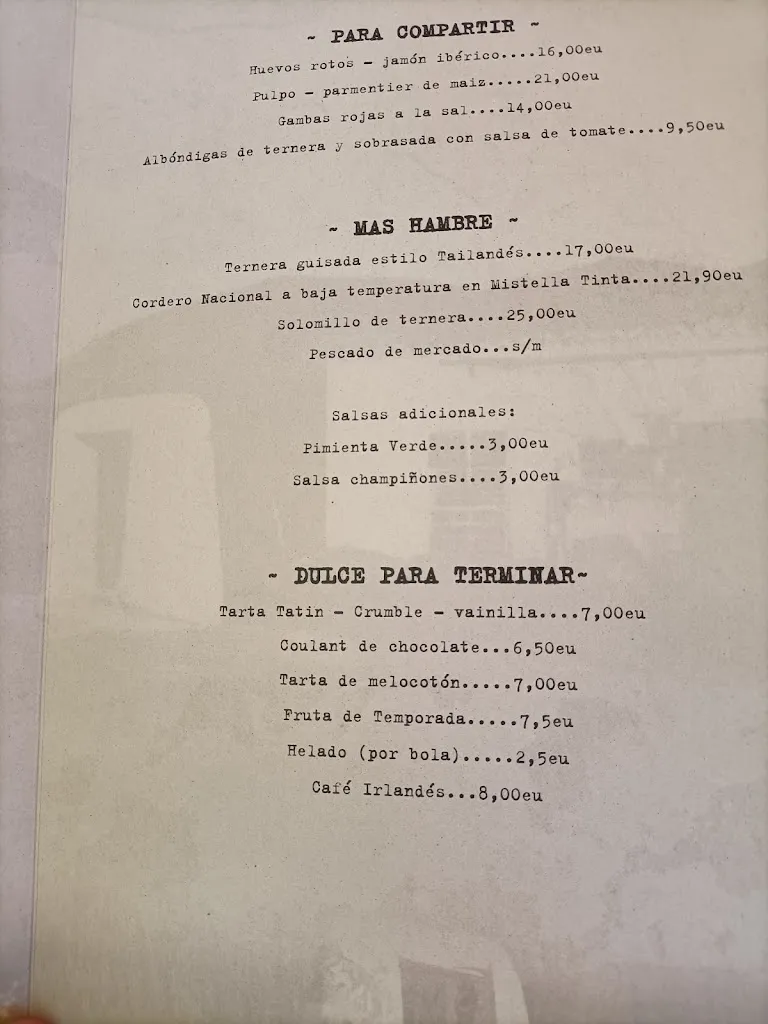 ~ PARA COMPARTIR ~
Huevos rotos - jamón ibérico....16,00eu
Pulpo - parmentier de maiz.....21,00eu
Gambas rojas a la sal....14,00eu
Albóndigas de ternera y sobrasada con salsa de tomate....9,50eu
~ MAS HAMBRE ~
Ternera guisada estilo Tailandés....17,00eu
Cordero Nacional a baja temperatura en Mistella Tinta....21,90eu
Solomillo de ternera....25,00eu
Pescado de mercado...s/m
Salsas adicionales:
Pimienta Verde.....3,00eu
Salsa champiñones....3,00eu
~ DULCE PARA TERMINAR~
Tarta Tatin - Crumble - vainilla....7,00eu
Coulant de chocolate...6,50eu
Tarta de melocotón.....7,00eu
Fruta de Temporada.....7,5eu
Helado (por bola).....2,5eu
Café Irlandés...8,00eu